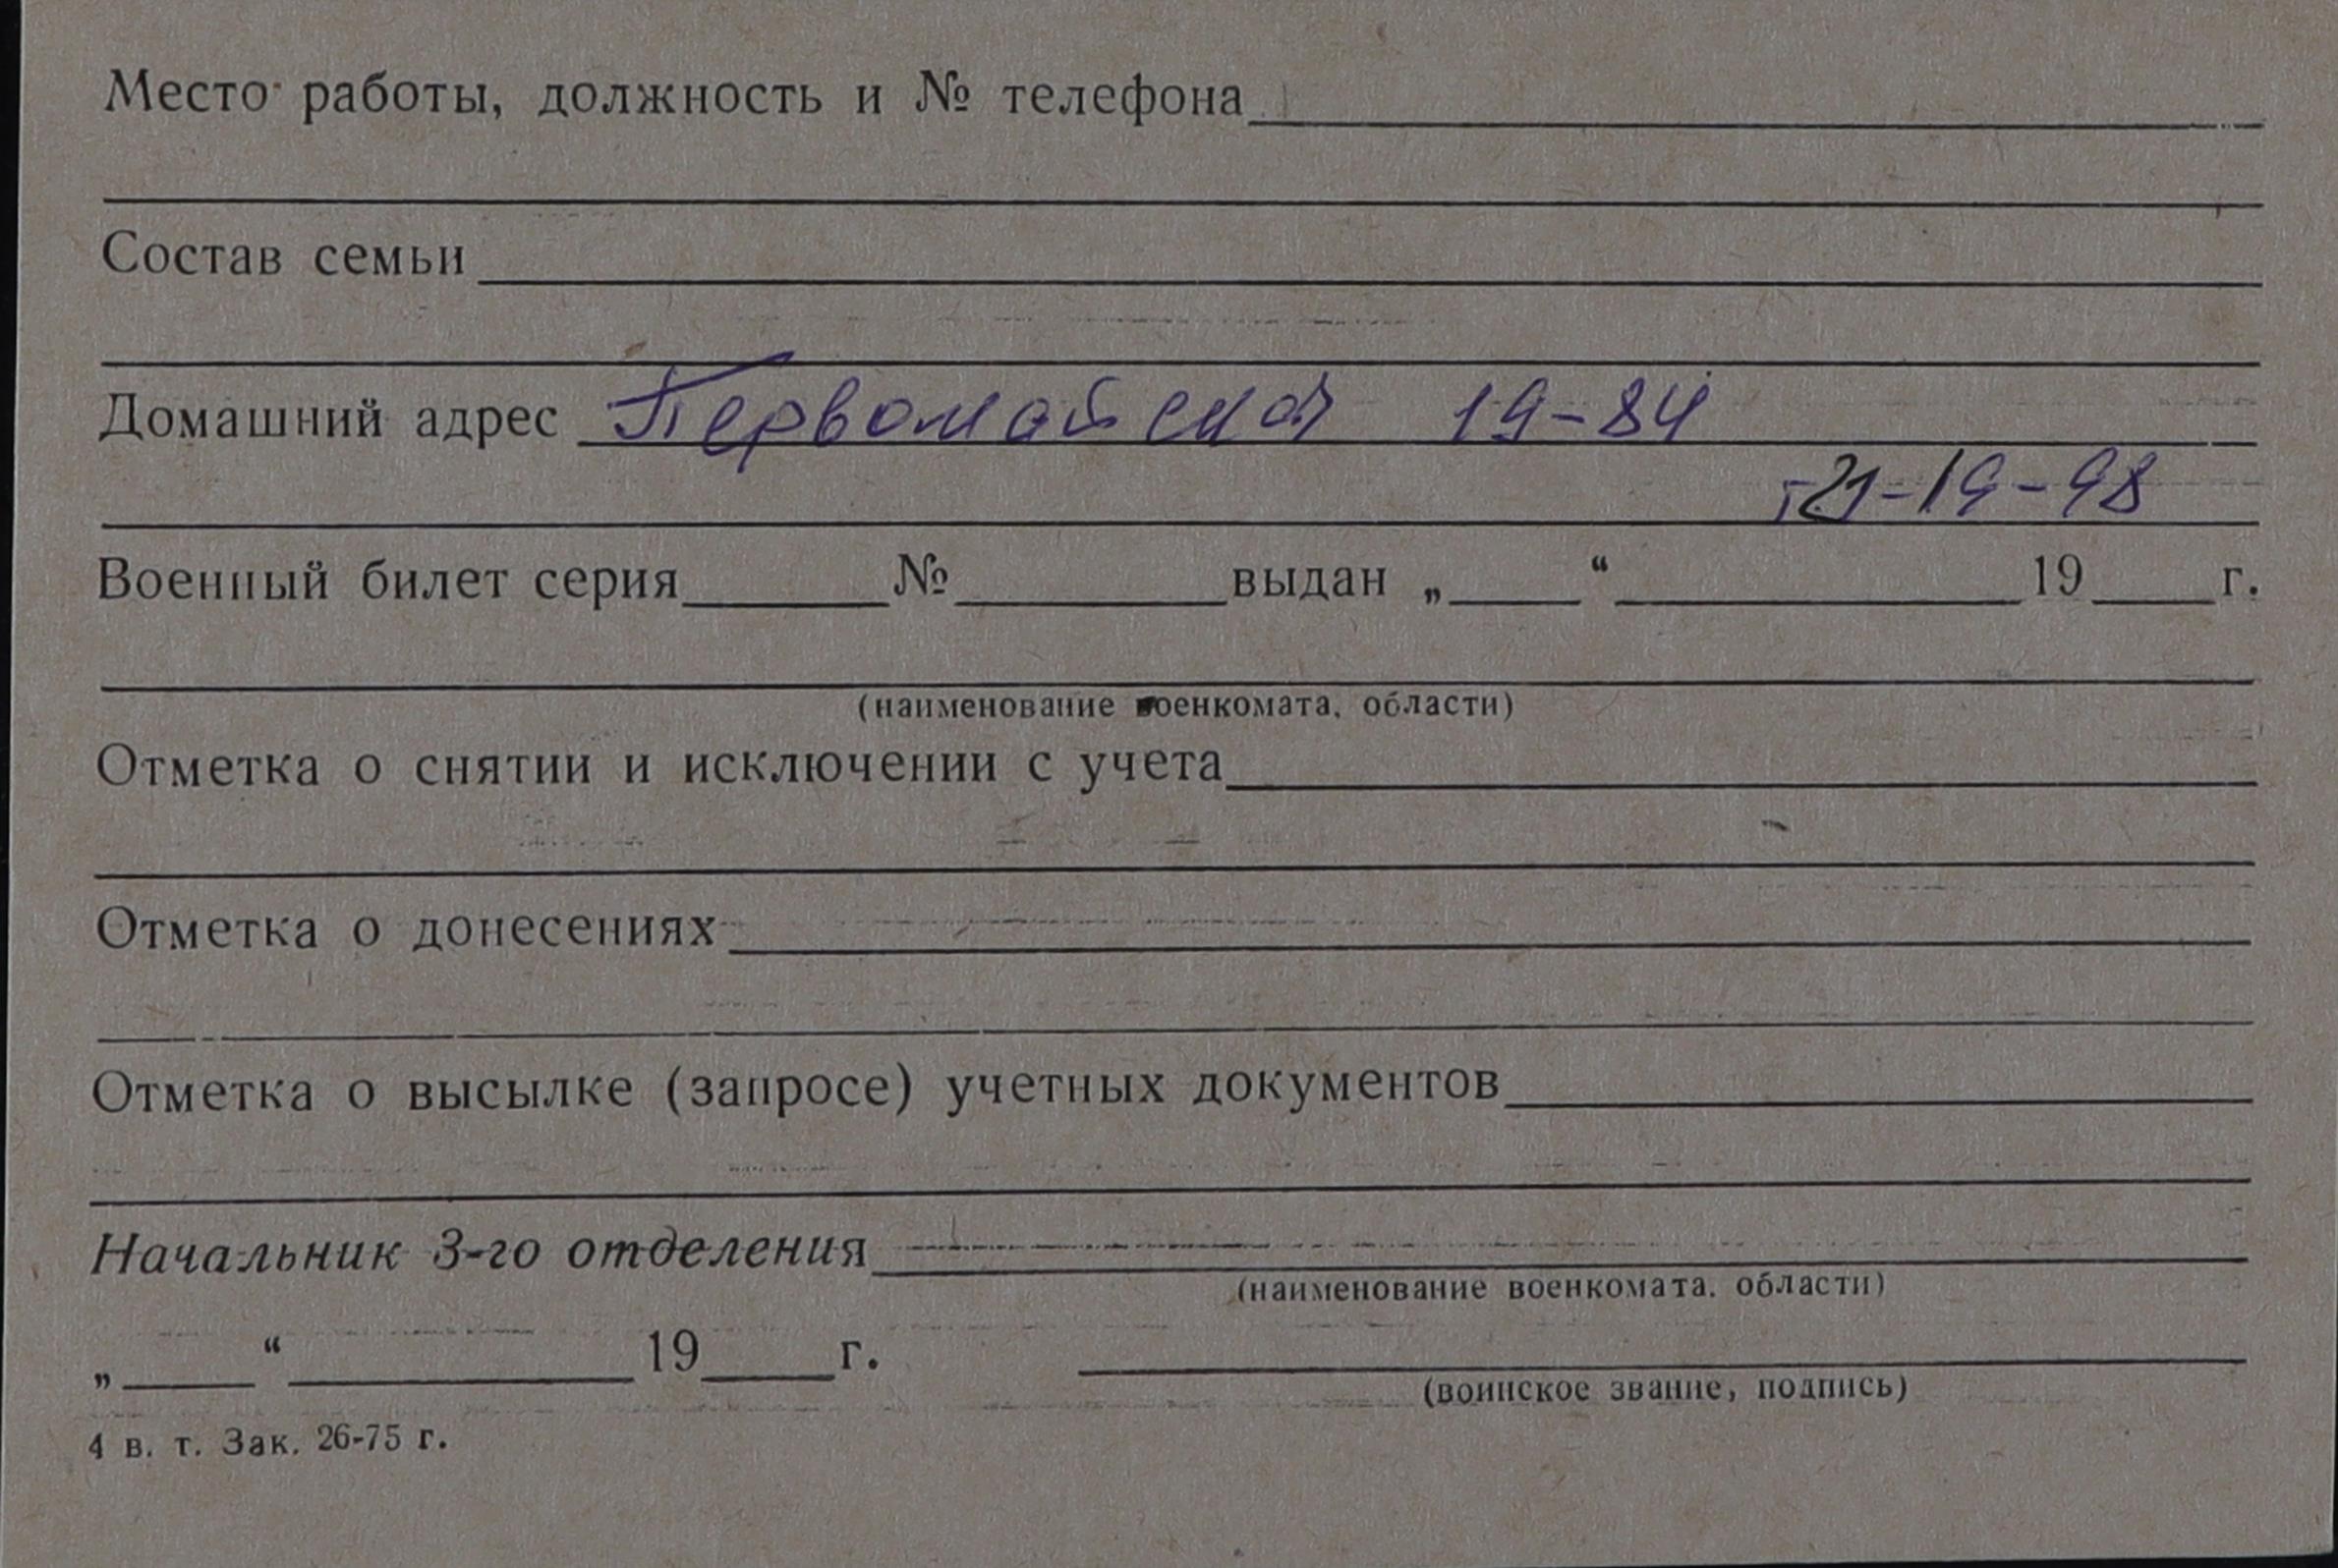 Место работы, должность и № телефона
Состав семьи
Домашний адрес Первомайская 19-84
т 21-19-98
Военный билет серия № выдан „ “ 19 г.
(наименование военкомата, области)
Отметка о снятии и исключении с учета
Отметка о донесениях
Отметка о высылке (запросе) учетных документов
Начальник 3-го отделения
(наименование военкомата, области)
„ “ 19 г.
(воинское звание, подпись)
4 в. т. Зак. 26-75 г.